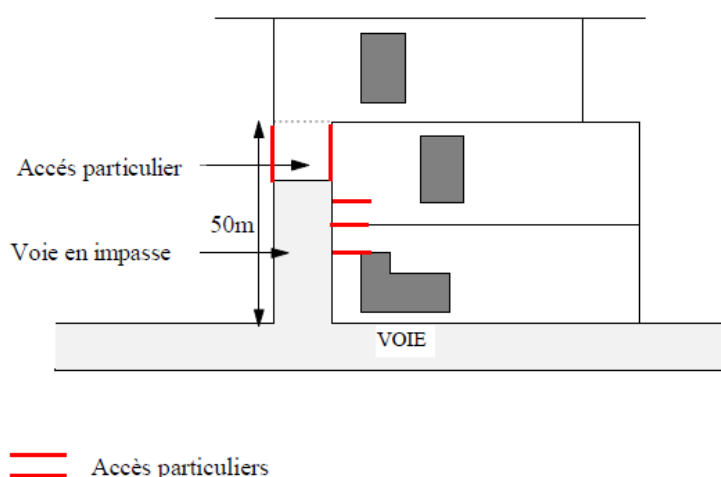 Accés particulier
50m
Voie en impasse
VOIE
Accès particuliers